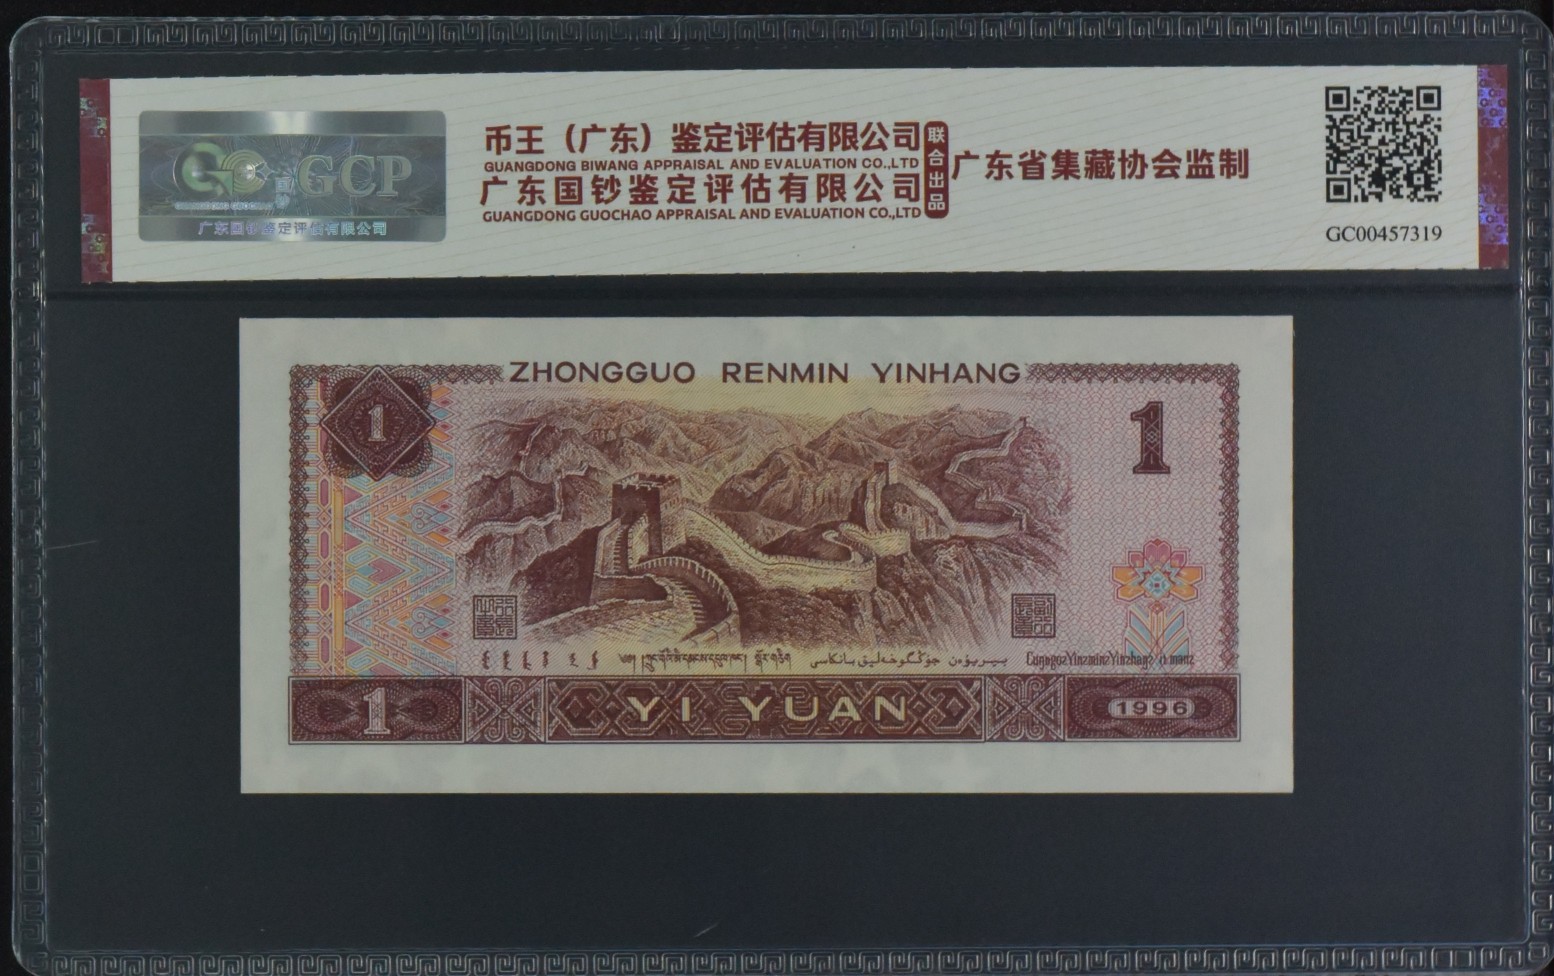 币王（广东）鉴定评估有限公司
GUANGDONG BIWANG APPRAISAL AND EVALUATION CO.,LTD
广东国钞鉴定评估有限公司
GUANGDONG GUOCHAO APPRAISAL AND EVALUATION CO.,LTD
联合出品
广东省集藏协会监制
GCP
广东国钞鉴定评估有限公司
GC00457319
ZHONGGUO RENMIN YINHANG
1
1
1
YI YUAN
1996